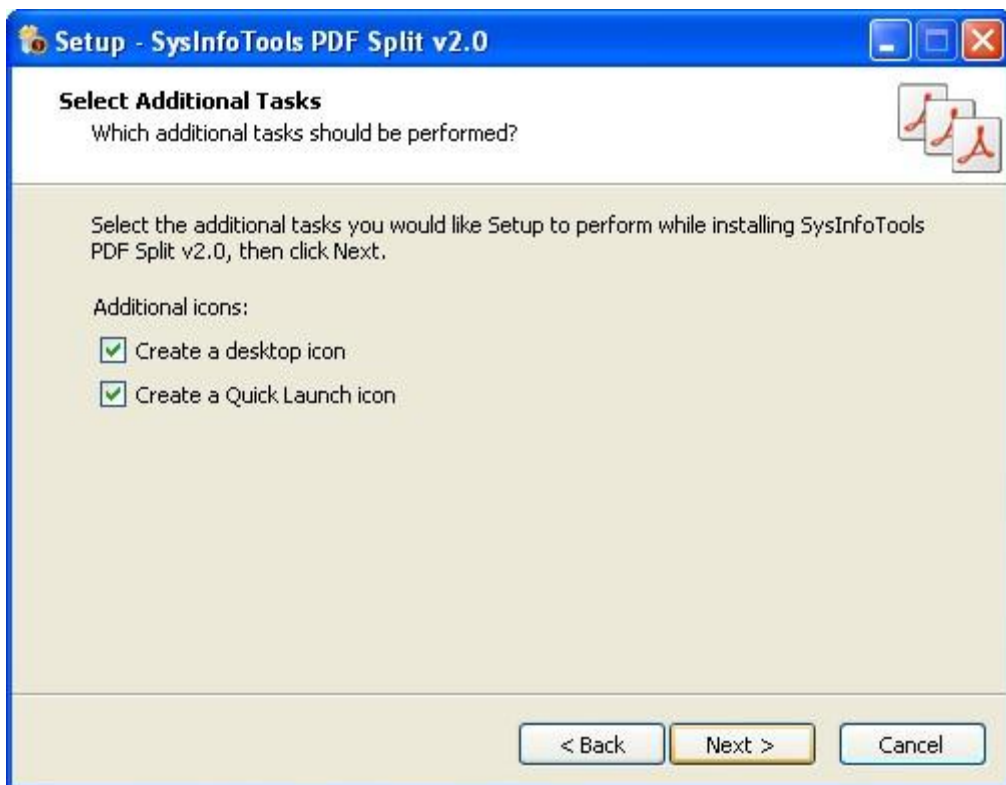 Setup - SysInfoTools PDF Split v2.0
Select Additional Tasks
Which additional tasks should be performed?
Select the additional tasks you would like Setup to perform while installing SysInfoTools
PDF Split v2.0, then click Next.
Additional icons:
Create a desktop icon
Create a Quick Launch icon
< Back
Next >
Cancel